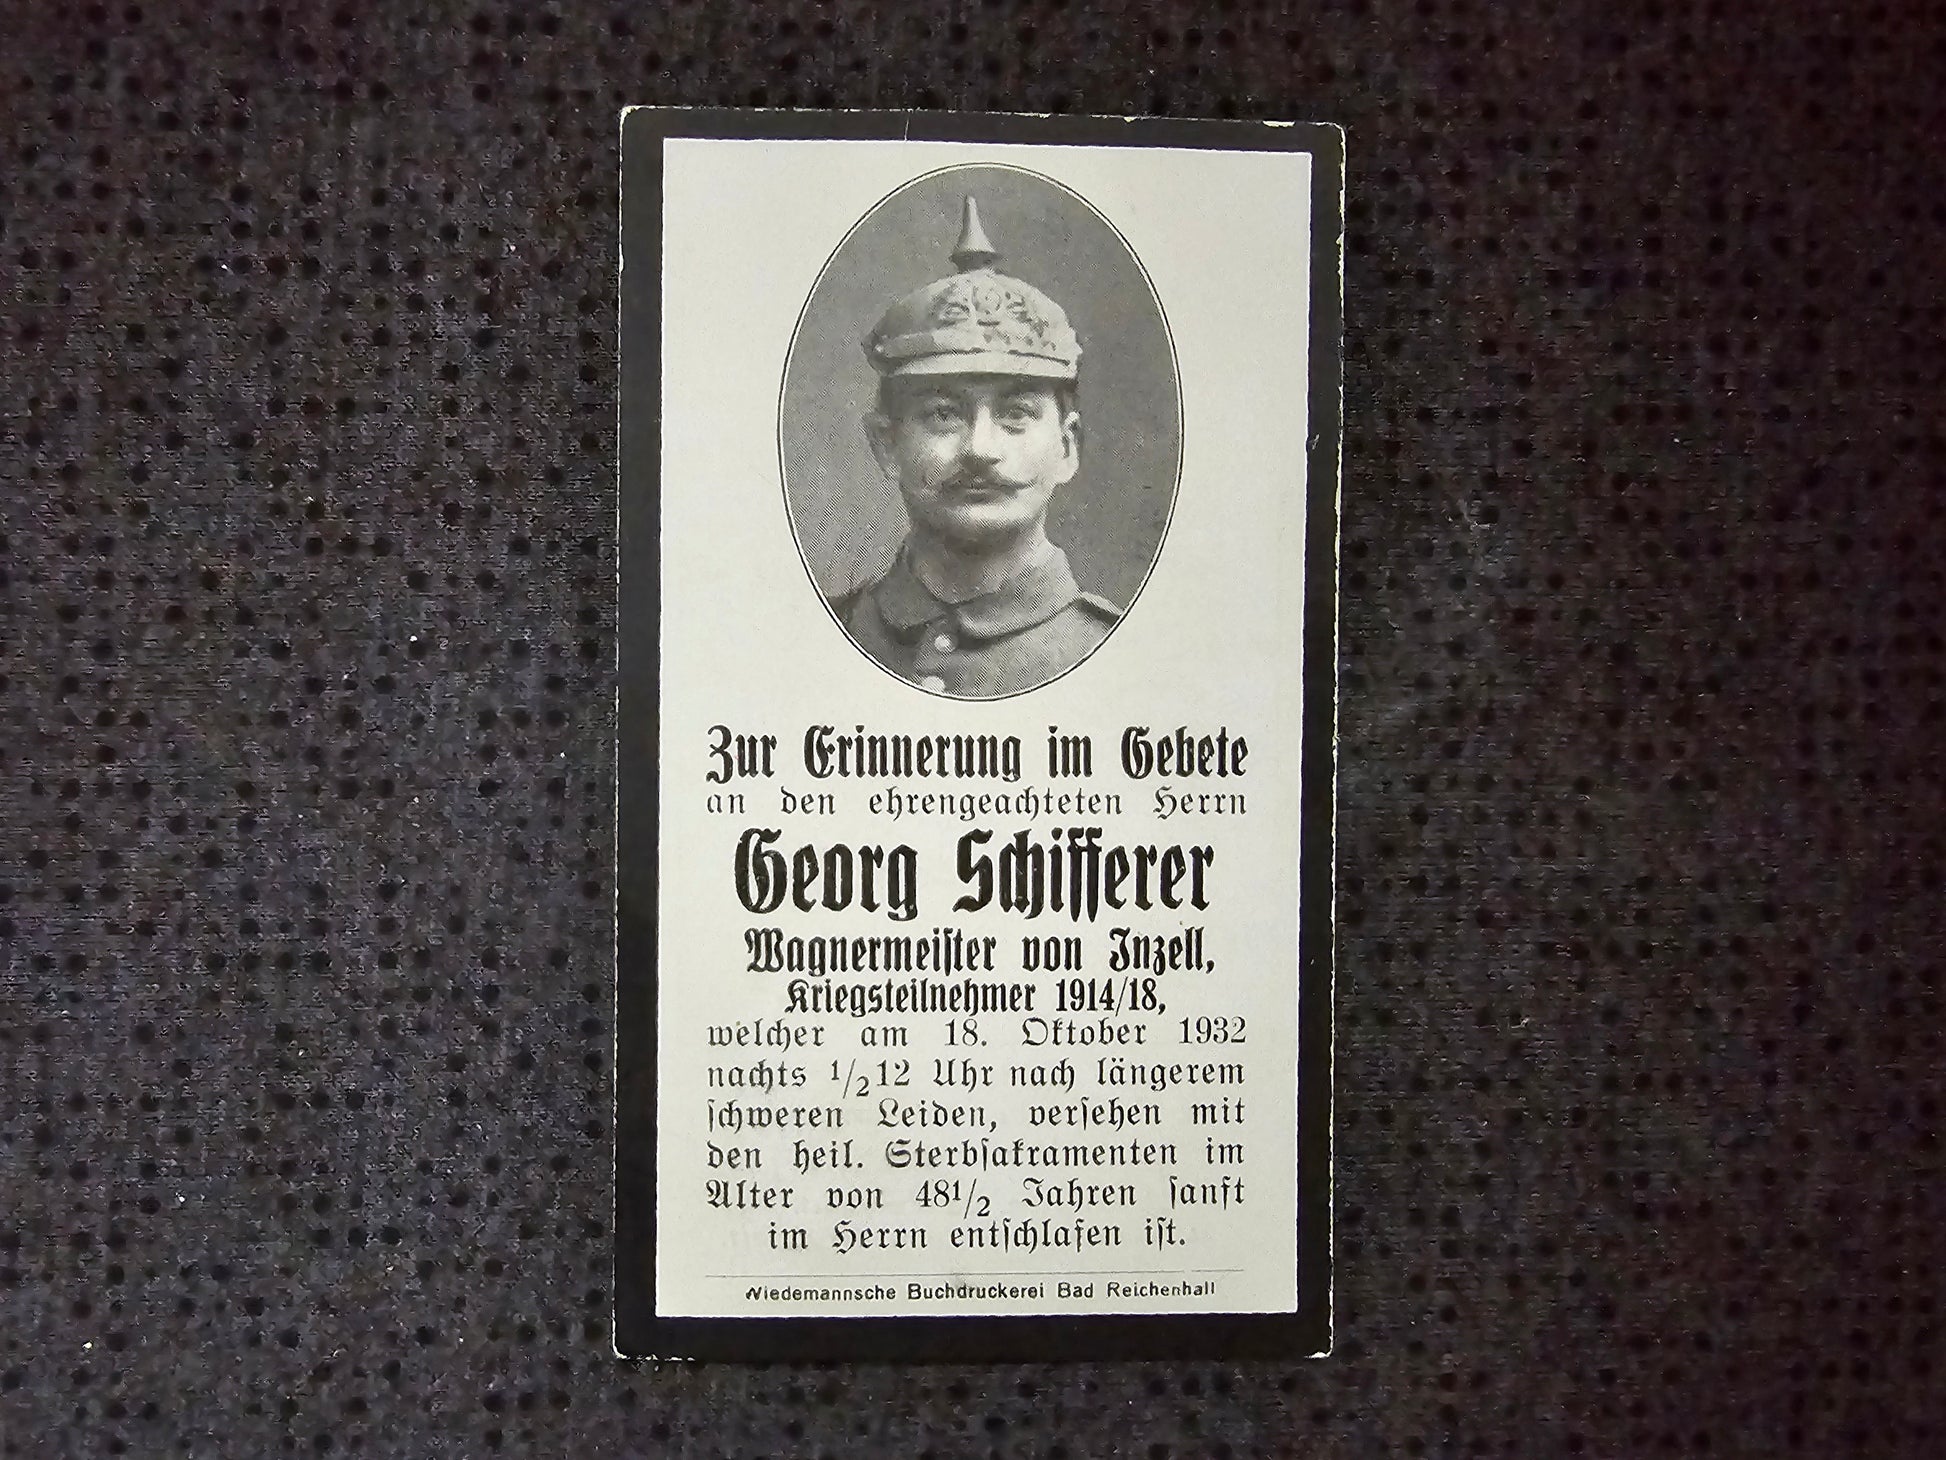 Zur Erinnerung im Gebete
an den ehrengeachteten Herrn
Georg Schifferer
Wagnermeiſter von Inzell,
Kriegsteilnehmer 1914/18,
welcher am 18. Oktober 1932
nachts 1/2 12 Uhr nach längerem
ſchweren Leiden, verſehen mit
den heil. Sterbſakramenten im
Alter von 48 1/2 Jahren ſanft
im Herrn entſchlafen iſt.
Wiedemannsche Buchdruckerei Bad Reichenhall